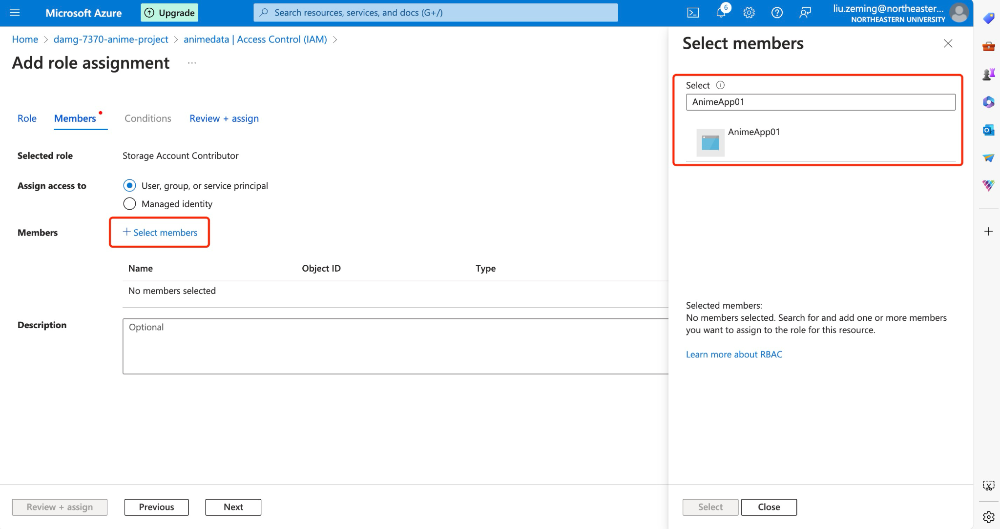 Microsoft Azure
Upgrade
Search resources, services, and docs (G+/)
6
liu.zeming@northeaster...
NORTHEASTERN UNIVERSITY
Home > damg-7370-anime-project > animedata | Access Control (IAM) >
Add role assignment ...
Role Members Conditions Review + assign
Selected role Storage Account Contributor
Assign access to User, group, or service principal
Managed identity
Members + Select members
Name Object ID Type
No members selected
Description Optional
Review + assign Previous Next
Select members
Select
AnimeApp01
AnimeApp01
Selected members:
No members selected. Search for and add one or more members
you want to assign to the role for this resource.
Learn more about RBAC
Select Close